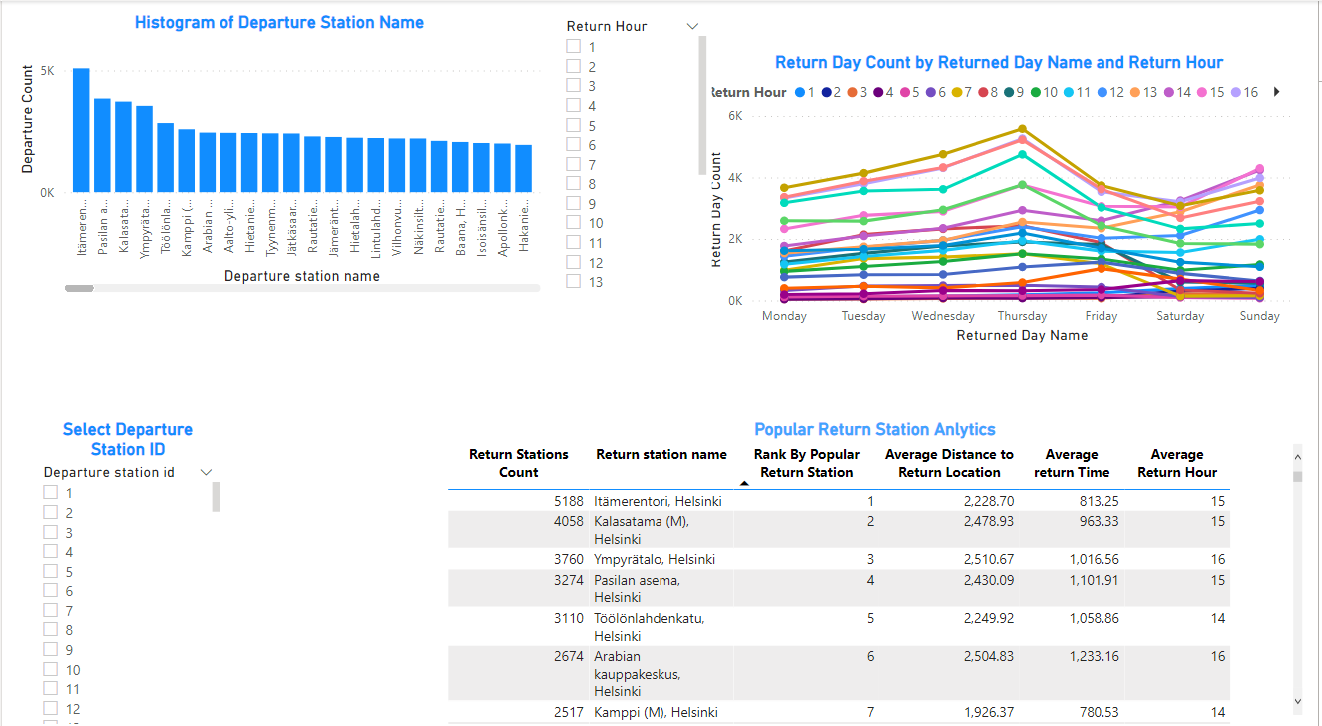 Histogram of Departure Station Name
Departure Count
5K
0K
Itämeren...
Pasilan a...
Kalasata...
Ympyräta...
Töölönla...
Kamppi (...
Arabian ...
Aalto-yli...
Hietanie...
Tyynenm...
Jätkäsaar...
Rautatie...
Jämeränt...
Hietalah...
Lintulahd...
Vilhonvu...
Näkinsilt...
Rautatie...
Baana, H...
Isoisänsil...
Apollonk...
Hakanie...
Departure station name
Return Hour
1
2
3
4
5
6
7
8
9
10
11
12
13
Return Day Count by Returned Day Name and Return Hour
Return Hour 1 2 3 4 5 6 7 8 9 10 11 12 13 14 15 16
Return Day Count
6K
4K
2K
0K
Monday Tuesday Wednesday Thursday Friday Saturday Sunday
Returned Day Name
Select Departure
Station ID
Departure station id
1
2
3
4
5
6
7
8
9
10
11
12
Popular Return Station Anlytics
Return Stations Count Return station name Rank By Popular Return Station Average Distance to Return Location Average return Time Average Return Hour
5188 Itämerentori, Helsinki 1 2,228.70 813.25 15
4058 Kalasatama (M), 2 2,478.93 963.33 15
Helsinki
3760 Ympyrätalo, Helsinki 3 2,510.67 1,016.56 16
3274 Pasilan asema, 4 2,430.09 1,101.91 15
Helsinki
3110 Töölönlahdenkatu, 5 2,249.92 1,058.86 14
Helsinki
2674 Arabian 6 2,504.83 1,233.16 16
kauppakeskus,
Helsinki
2517 Kamppi (M), Helsinki 7 1,926.37 780.53 14